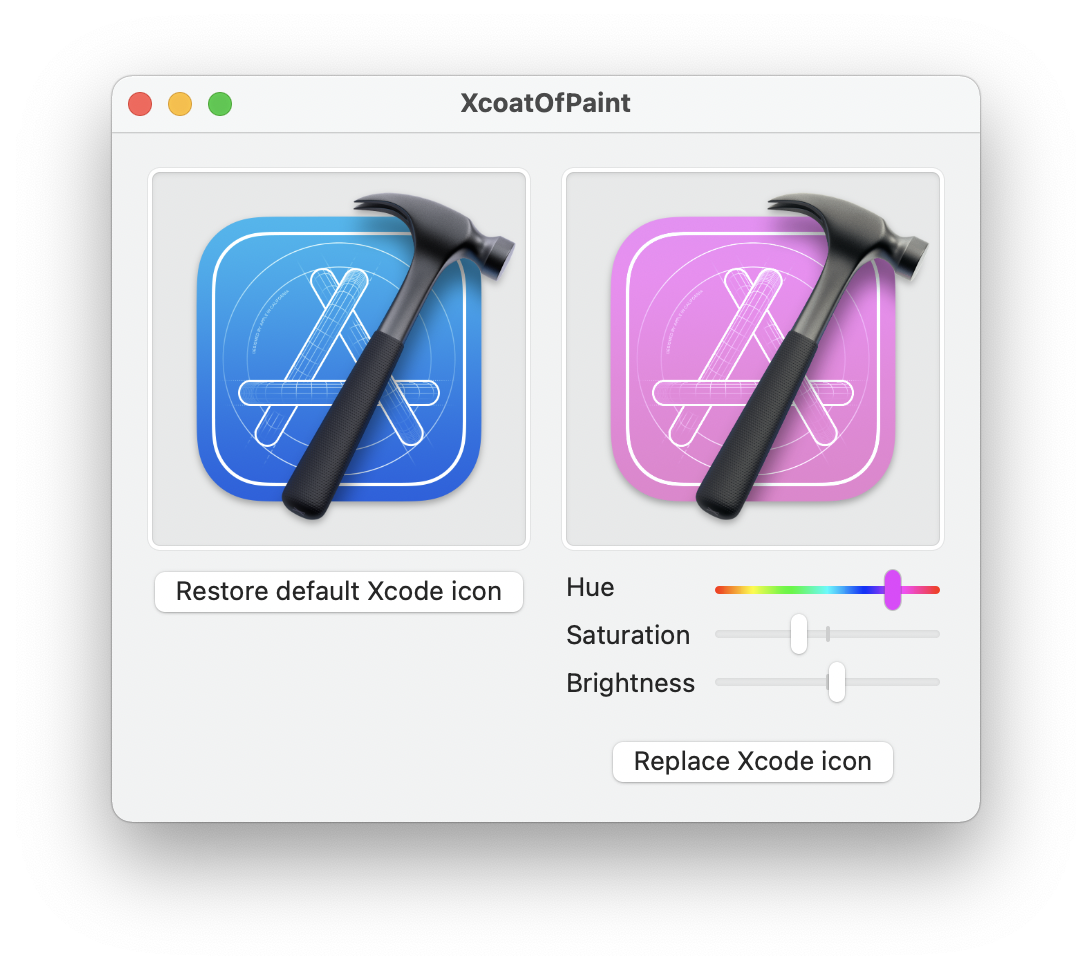 XcoatOfPaint
Restore default Xcode icon
Hue
Saturation
Brightness
Replace Xcode icon